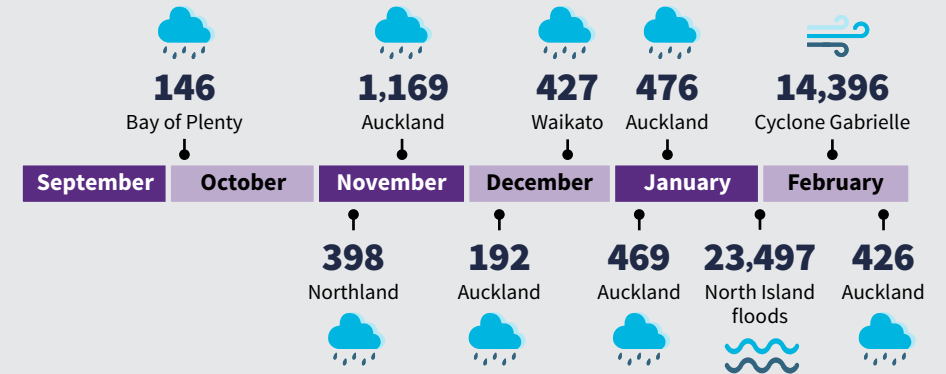 146
Bay of Plenty
1,169
Auckland
427
Waikato
476
Auckland
14,396
Cyclone Gabrielle
September
October
November
December
January
February
398
Northland
192
Auckland
469
Auckland
23,497
North Island
floods
426
Auckland